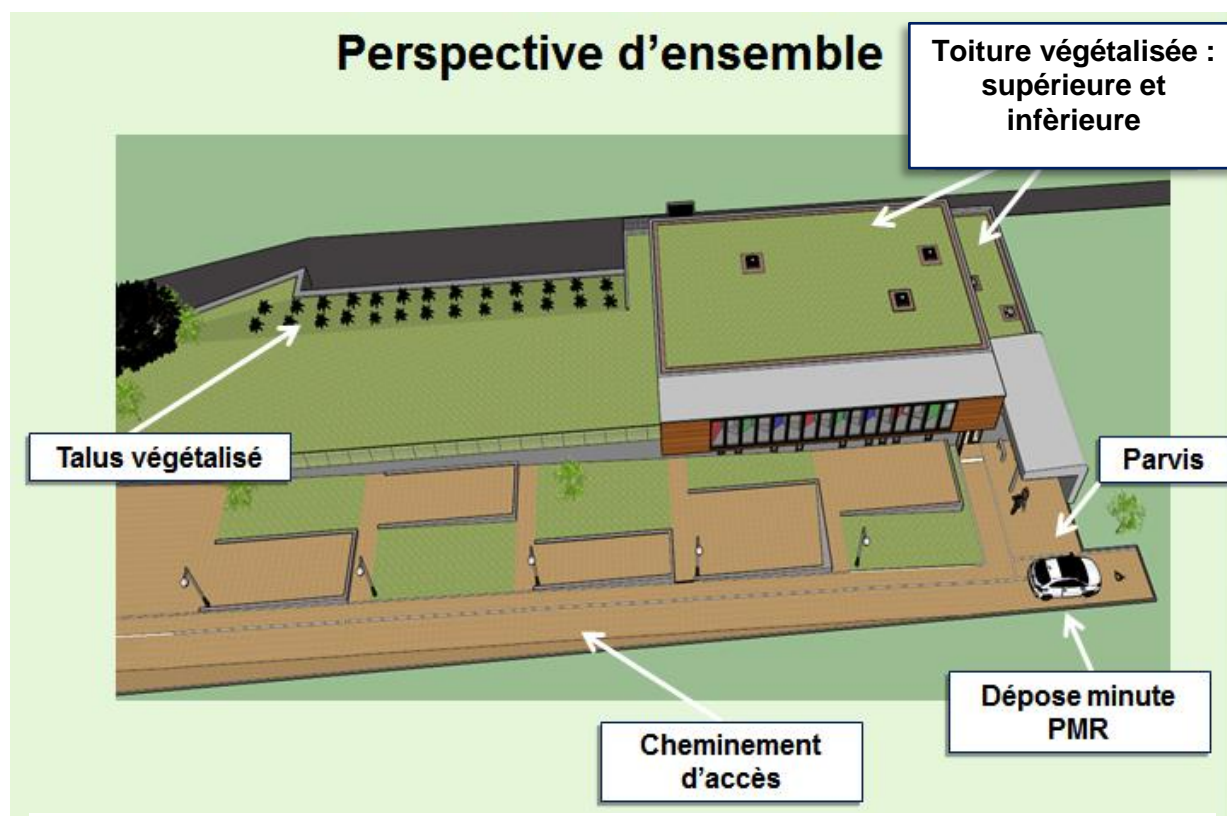 Perspective d'ensemble
Toiture végétalisée :
supérieure et
infèrieure
Talus végétalisé
Parvis
Dépose minute
PMR
Cheminement
d'accès